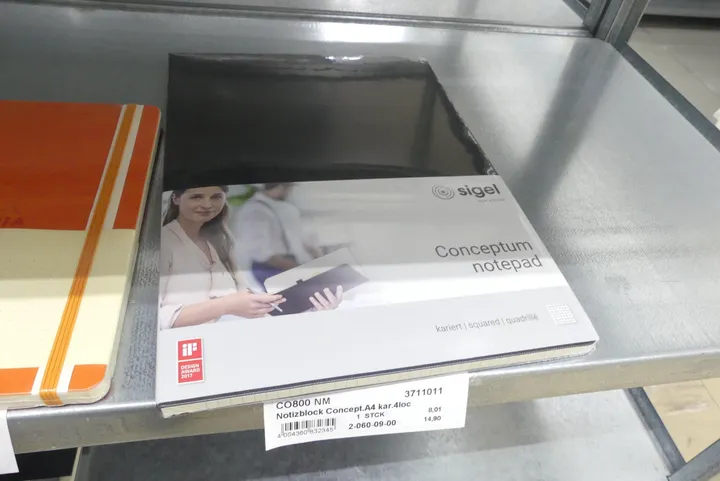 sigel
Conceptum
notepad
kariert | squared | quadrillé
iF
DESIGN
AWARD
2017
CO800 NM 3711011
Notizblock Concept.A4 kar.4loc
1 STCK 8,01
2-060-09-00 14,90